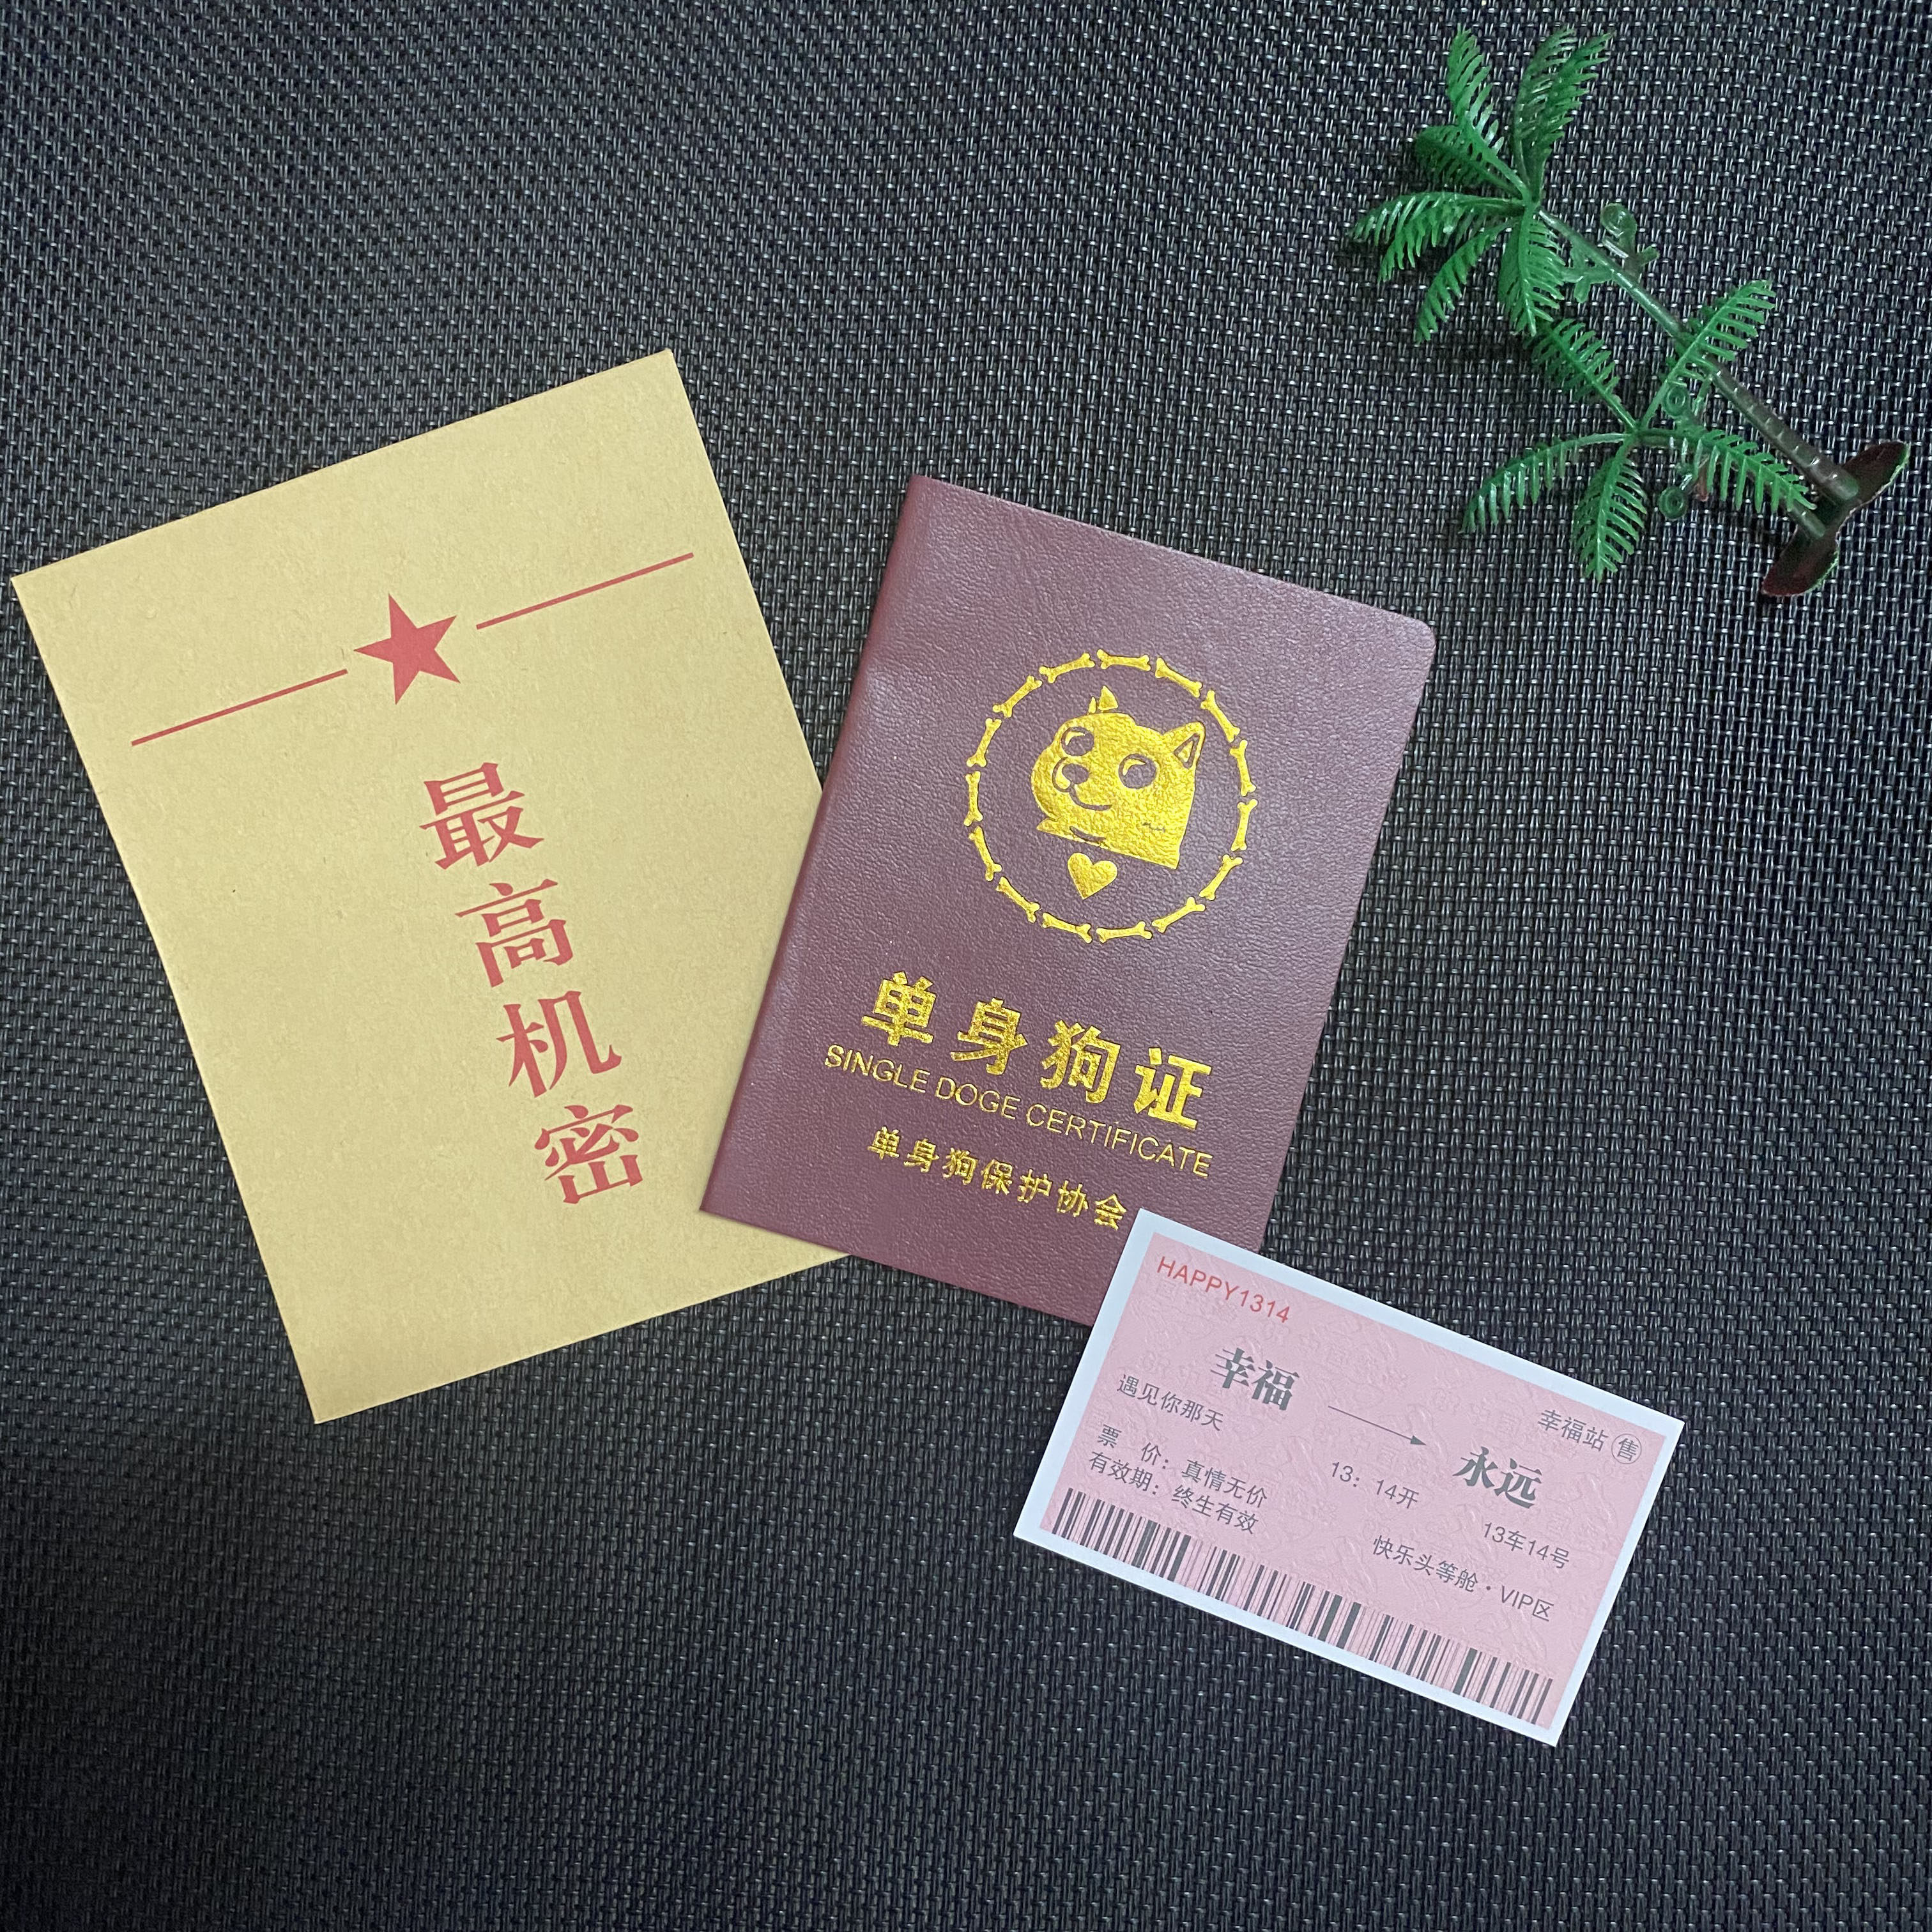 最高机密
单身狗证
SINGLE DOGE CERTIFICATE
单身狗保护协会
HAPPY1314
幸福站 售
幸福 永远
遇见你那天 13：14开 13车14号
票 价：真情无价 快乐头等舱·VIP区
有效期：终生有效